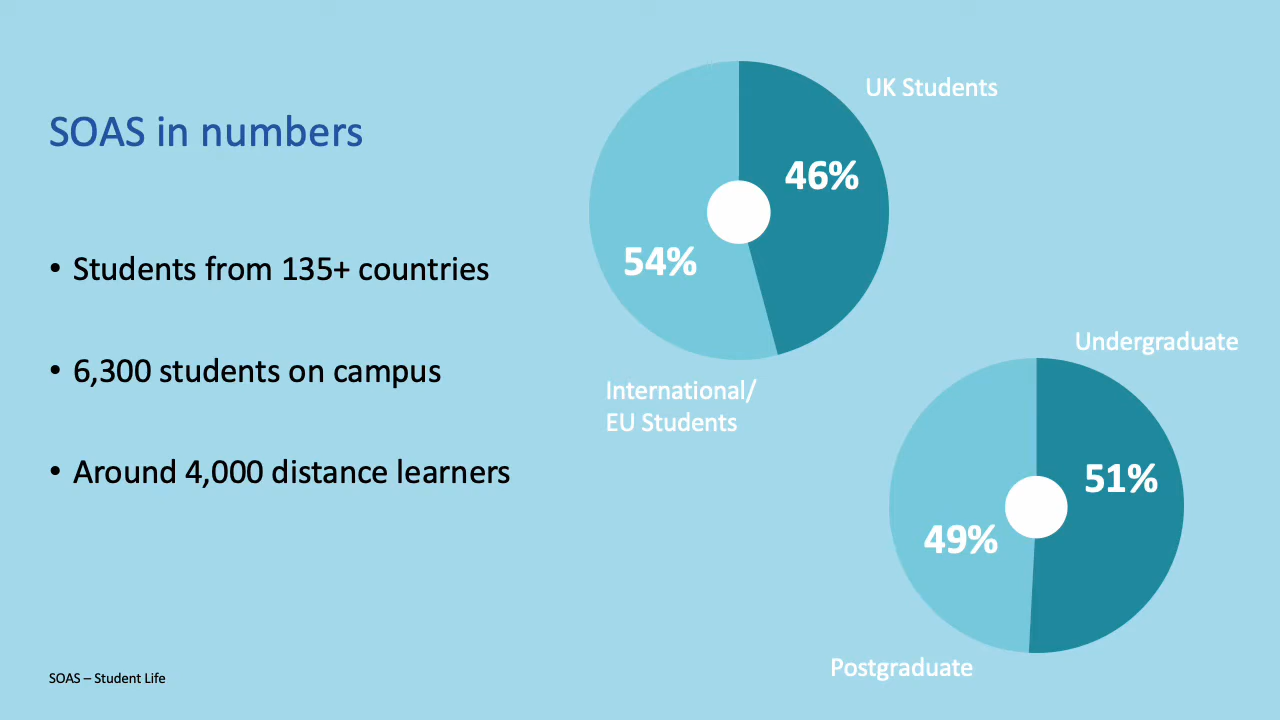 SOAS in numbers
• Students from 135+ countries
• 6,300 students on campus
• Around 4,000 distance learners
UK Students
46%
54%
International/
EU Students
Undergraduate
51%
49%
Postgraduate
SOAS – Student Life